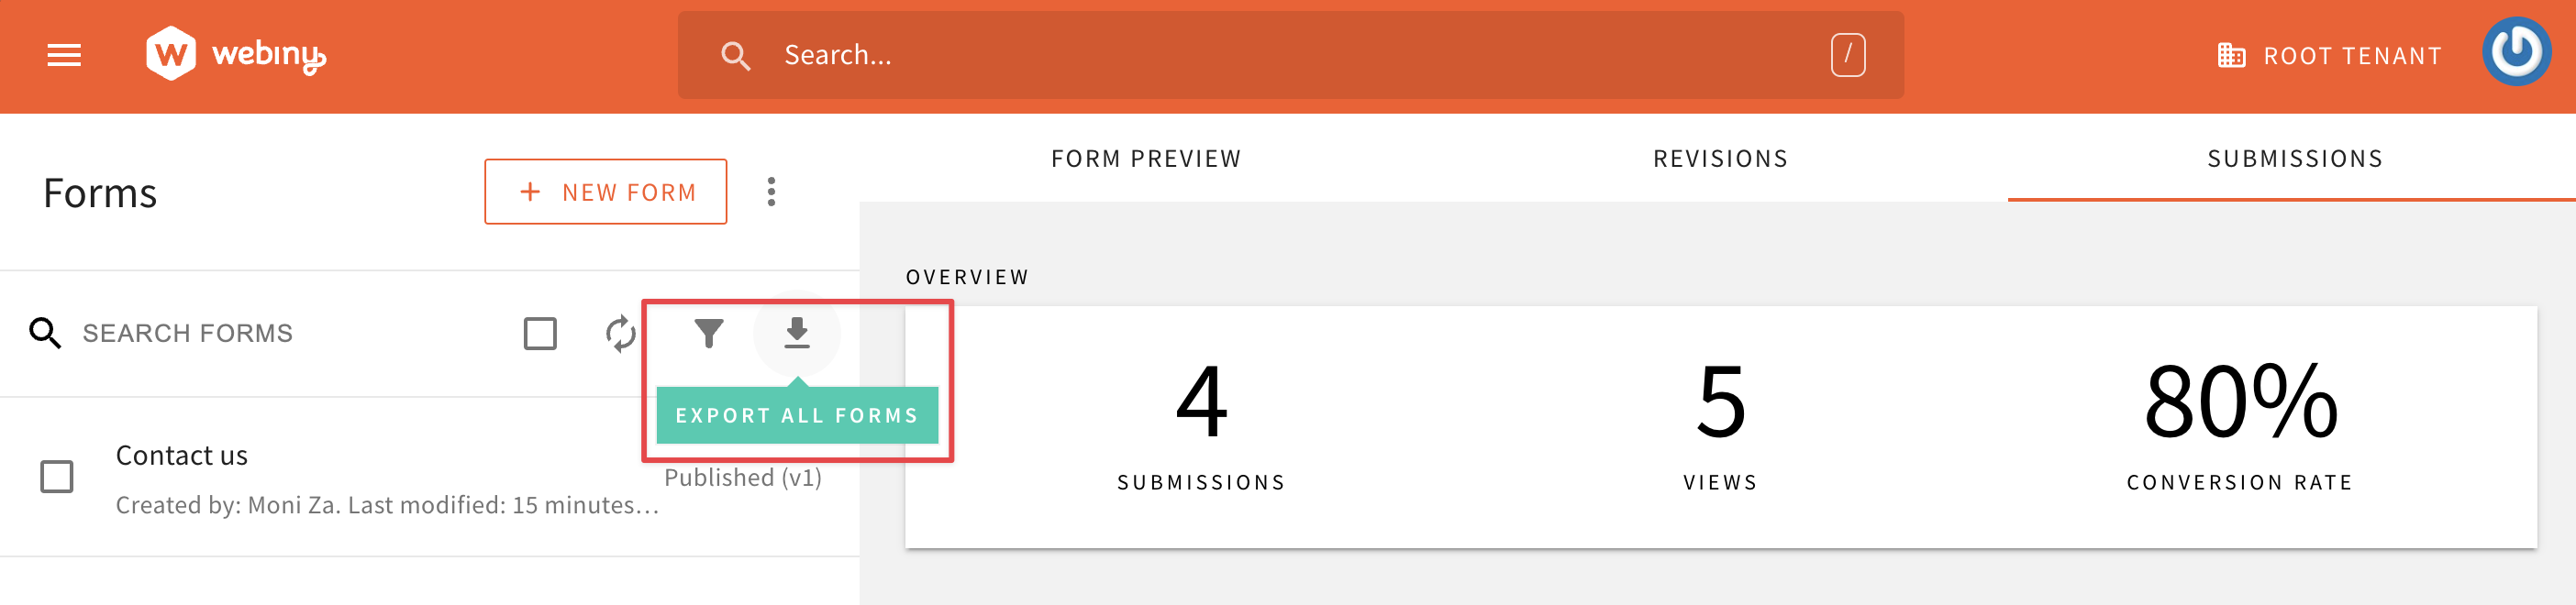 webiny
Search...
/
ROOT TENANT
Forms
+ NEW FORM
FORM PREVIEW
REVISIONS
SUBMISSIONS
SEARCH FORMS
EXPORT ALL FORMS
Contact us
Created by: Moni Za. Last modified: 15 minutes...
Published (v1)
OVERVIEW
4
SUBMISSIONS
5
VIEWS
80%
CONVERSION RATE